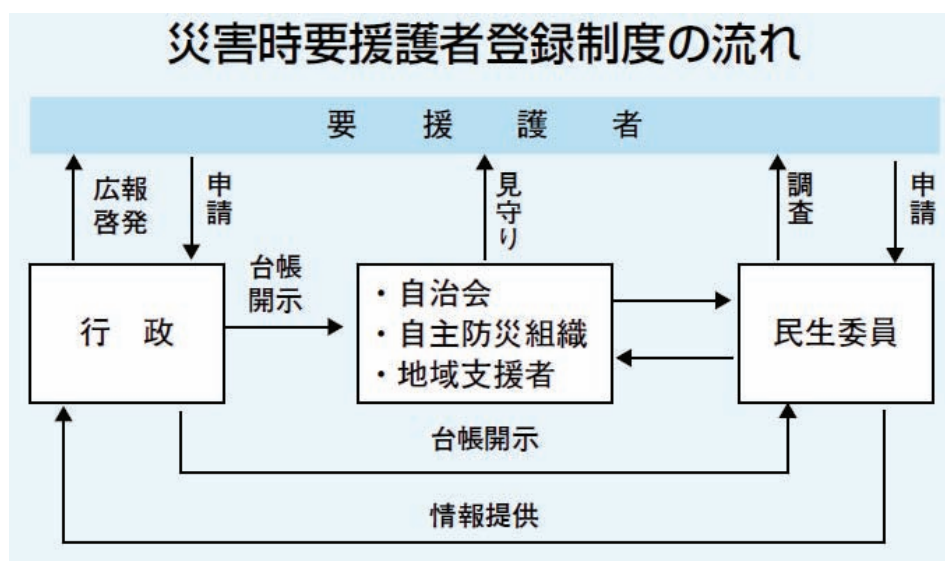 災害時要援護者登録制度の流れ
要援護者
広報
啓発
申請
見守り
調査
申請
台帳
開示
行政
・自治会
・自主防災組織
・地域支援者
民生委員
台帳開示
情報提供